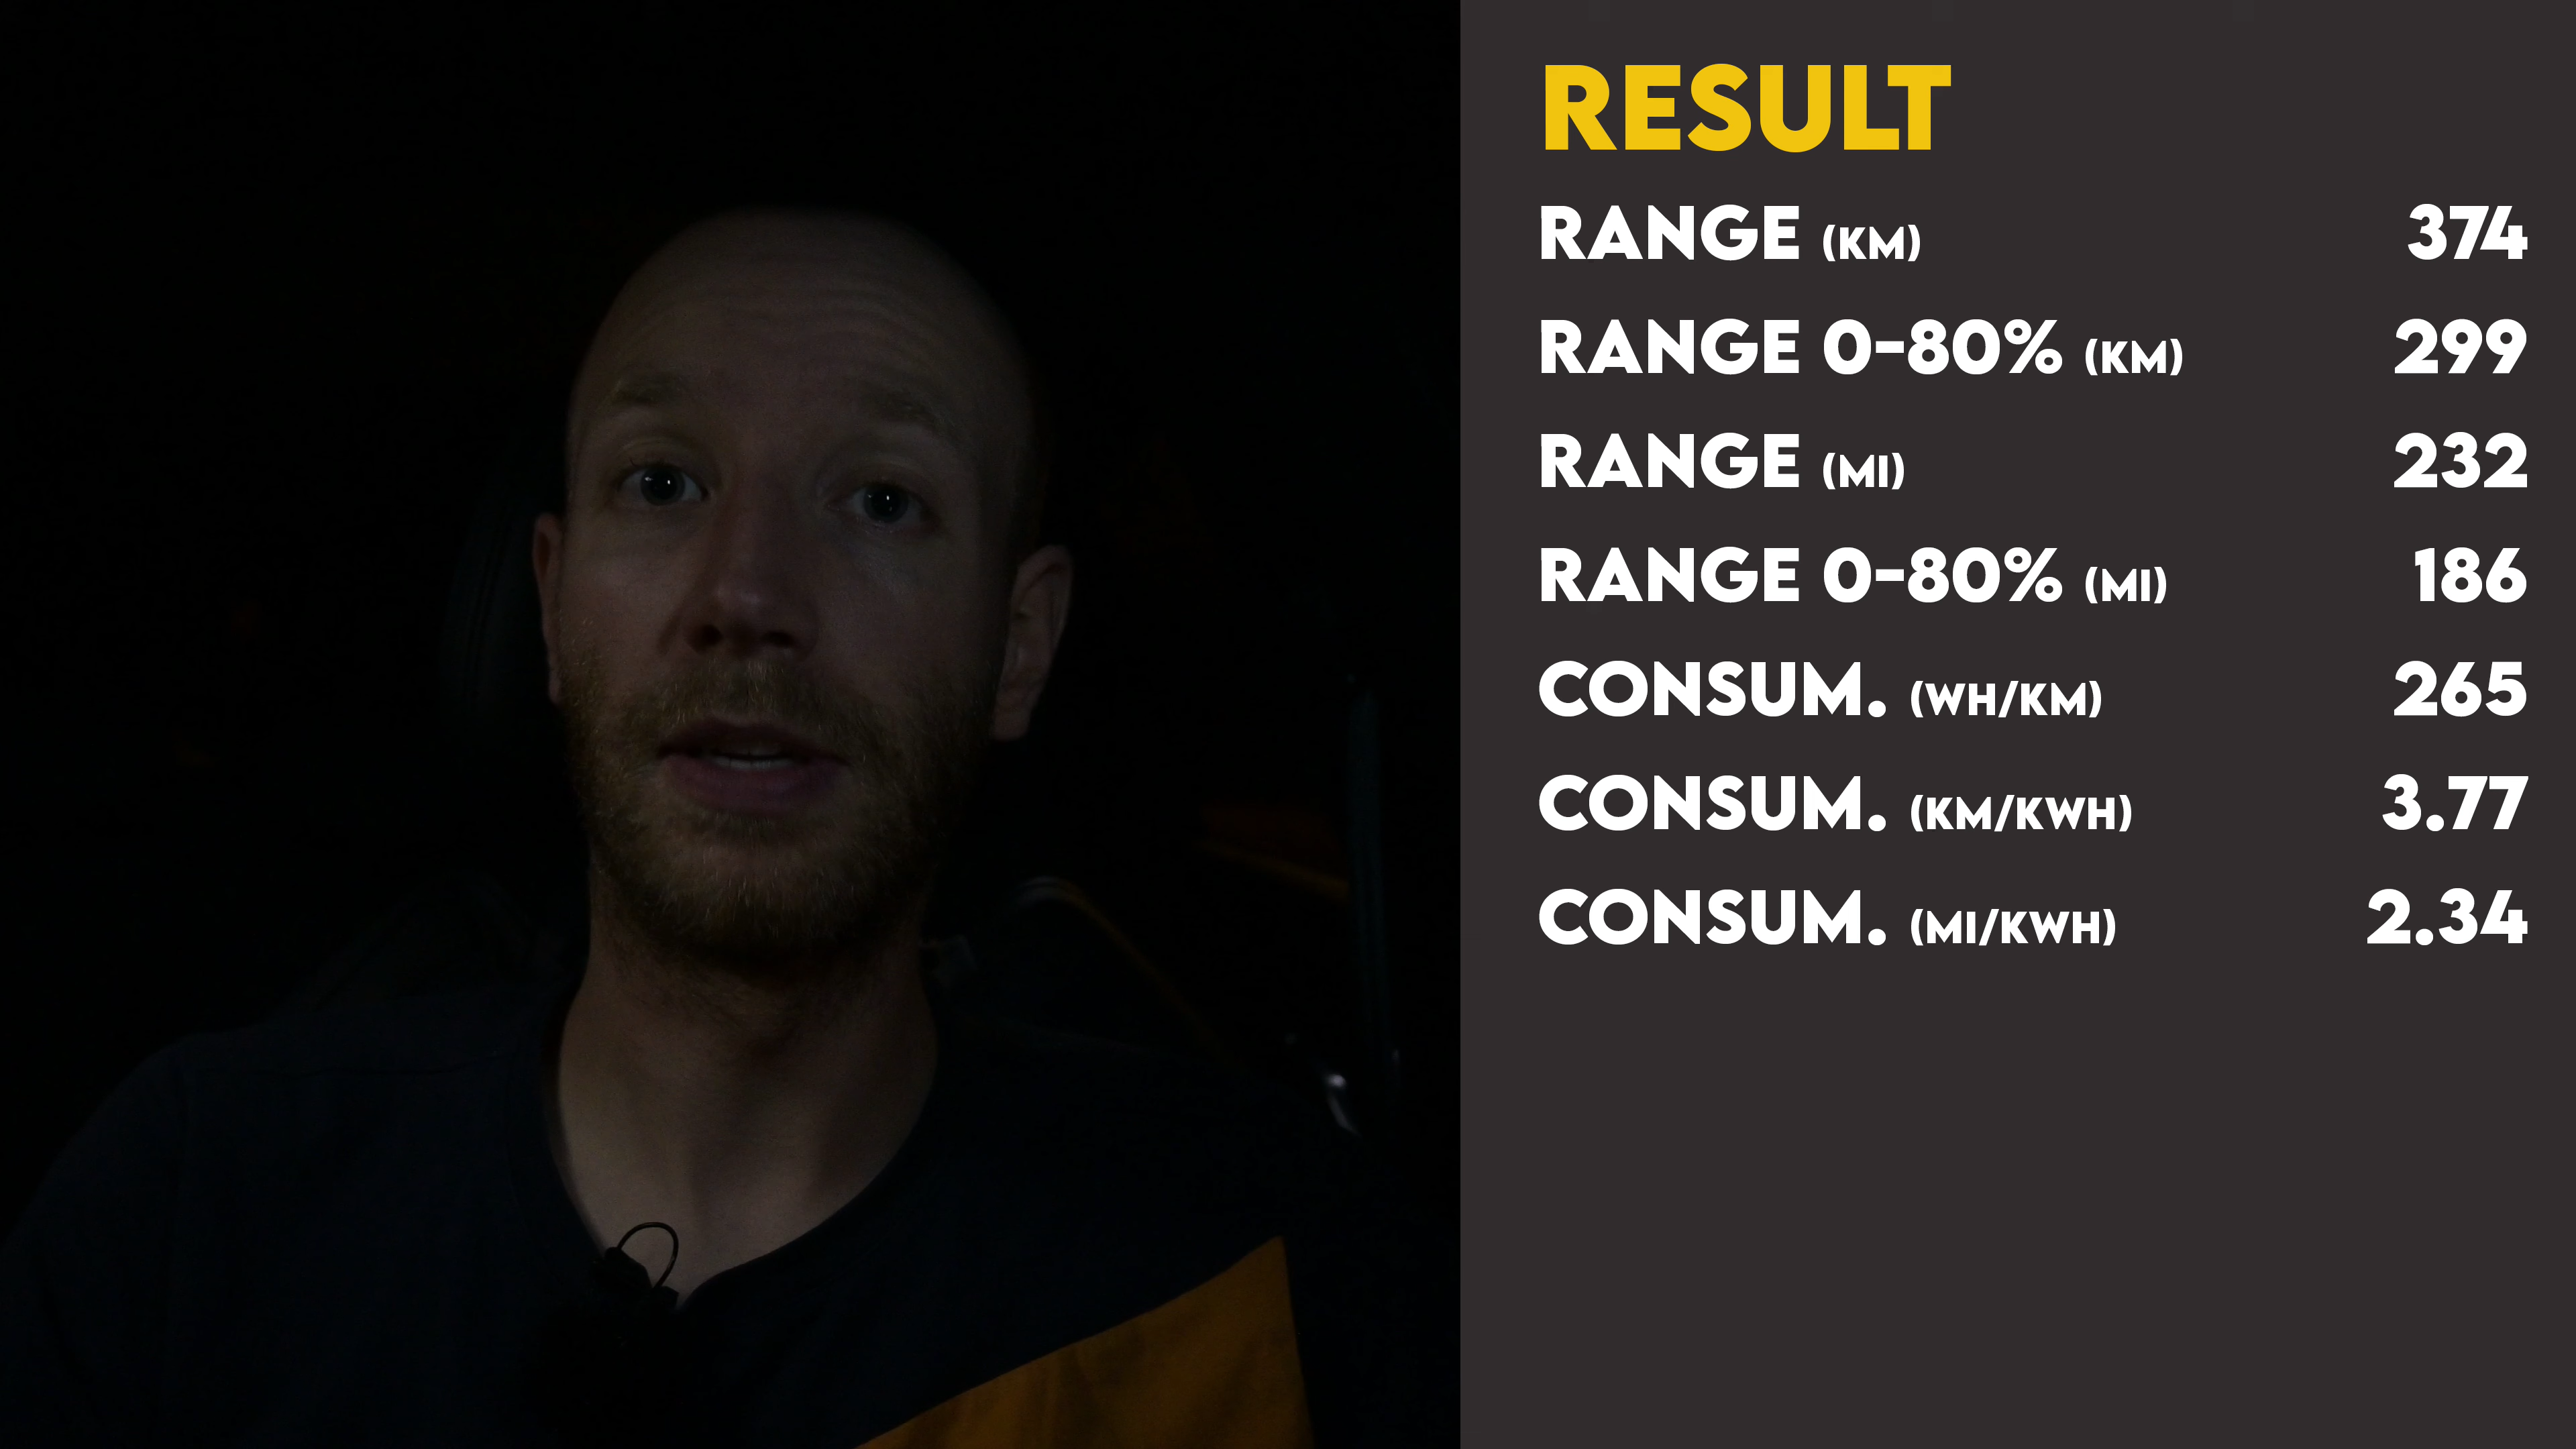 RESULT
RANGE (KM) 374
RANGE 0-80% (KM) 299
RANGE (MI) 232
RANGE 0-80% (MI) 186
CONSUM. (WH/KM) 265
CONSUM. (KM/KWH) 3.77
CONSUM. (MI/KWH) 2.34